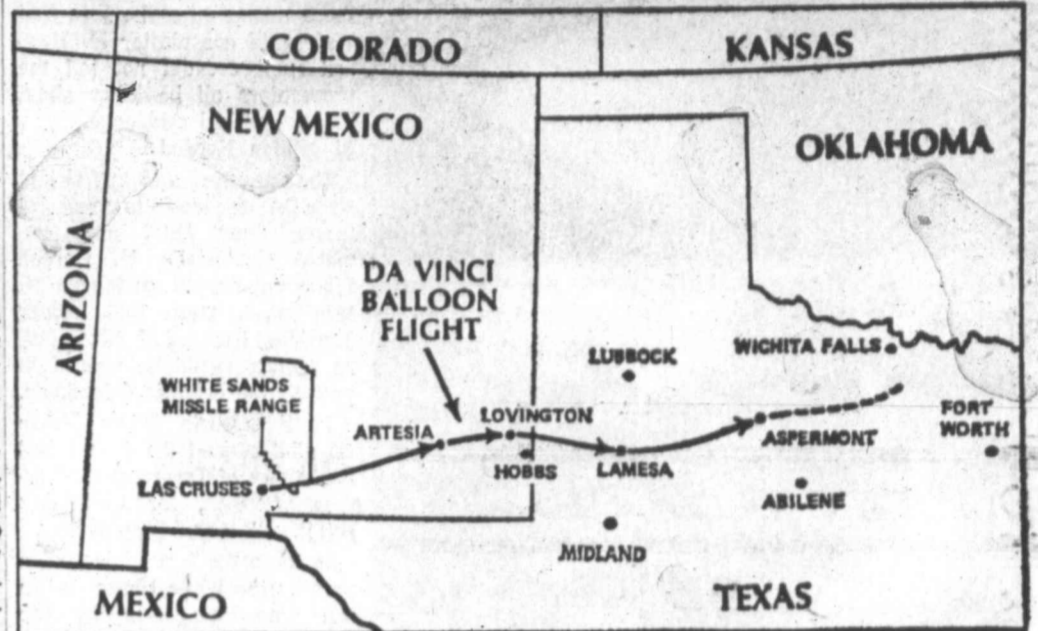 COLORADO
KANSAS
NEW MEXICO
OKLAHOMA
ARIZONA
DA VINCI
BALLOON
FLIGHT
LUBBOCK
WICHITA FALLS
WHITE SANDS
MISSLE RANGE
ARTESIA
LOVINGTON
FORT
WORTH
ASPERMONT
HOBBS
LAMESA
LAS CRUSES
ABILENE
MIDLAND
MEXICO
TEXAS